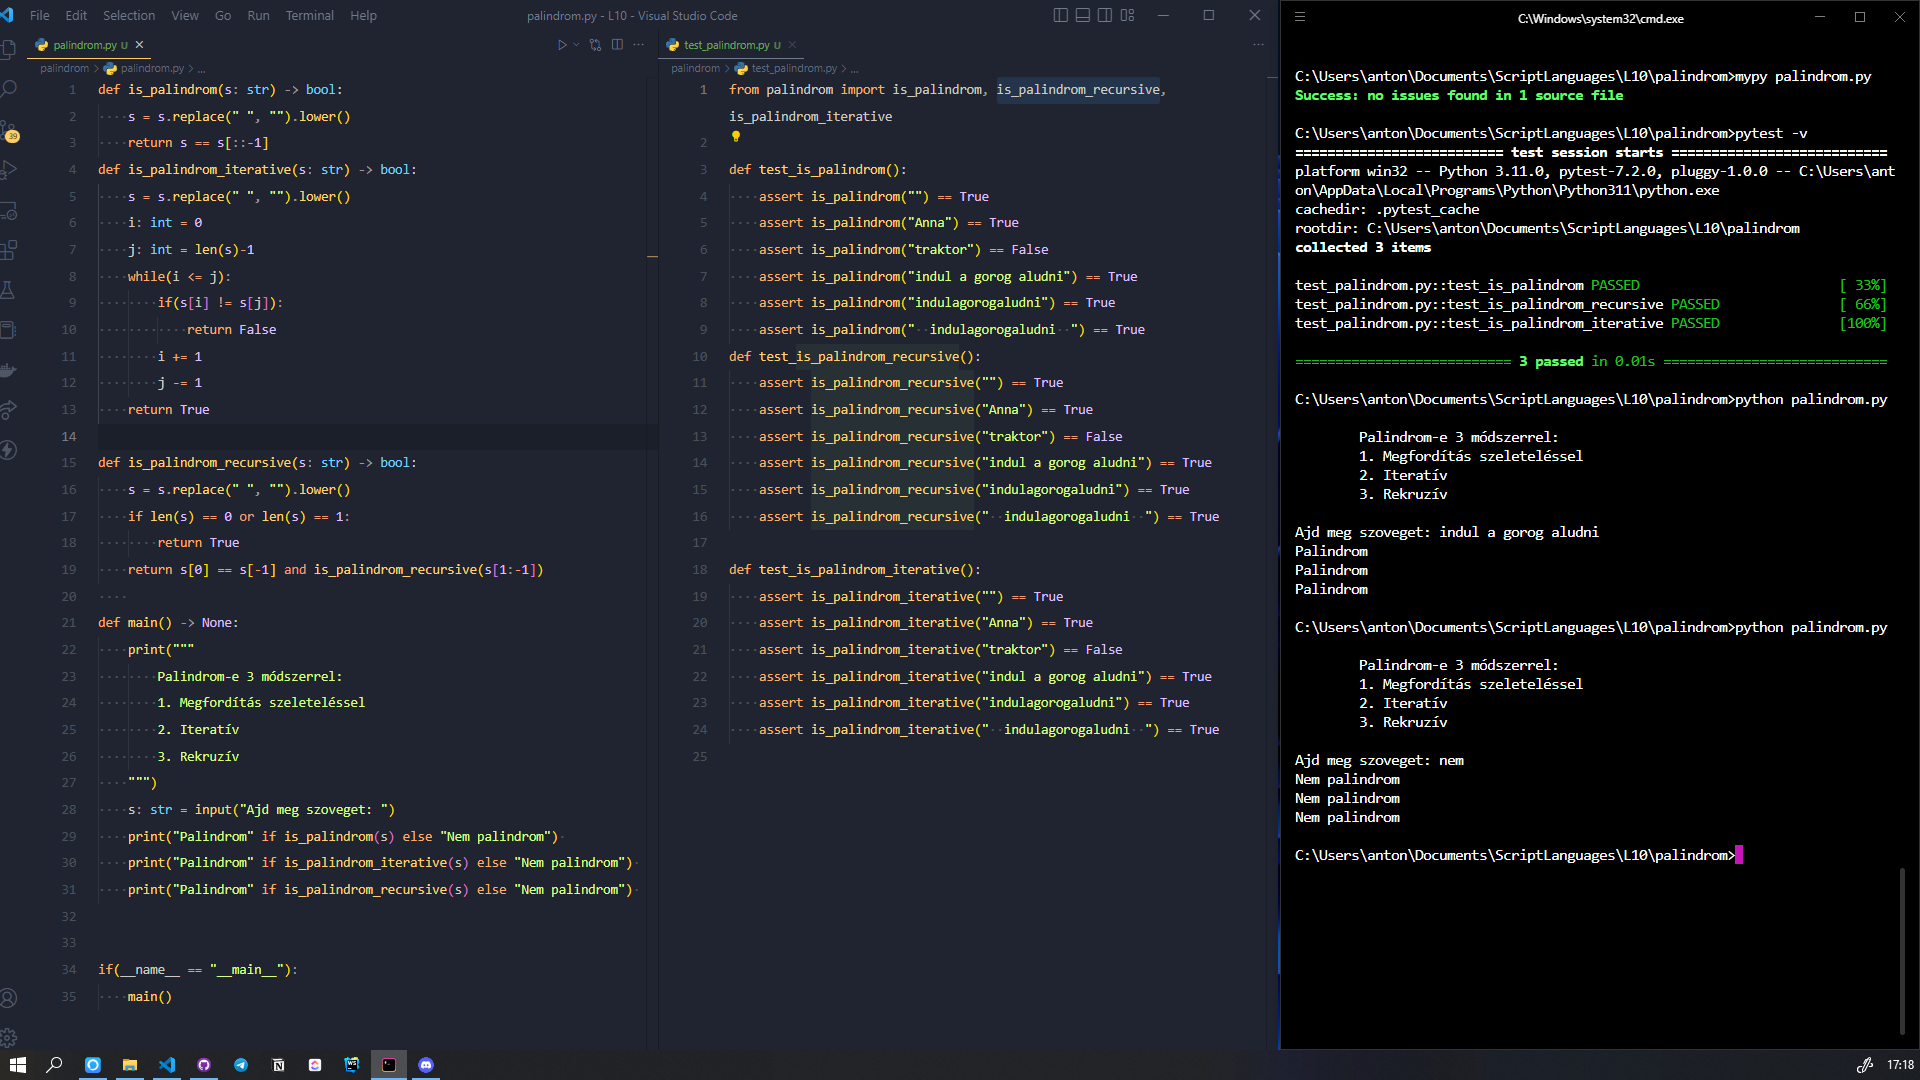 File Edit Selection View Go Run Terminal Help
palindrom.py - L10 - Visual Studio Code
palindrom.py U
palindrom > palindrom.py > ...
1 def is_palindrom(s: str) -> bool:
2 s = s.replace(" ", "").lower()
3 return s == s[::-1]
4 def is_palindrom_iterative(s: str) -> bool:
5 s = s.replace(" ", "").lower()
6 i: int = 0
7 j: int = len(s)-1
8 while(i <= j):
9 if(s[i] != s[j]):
10 return False
11 i += 1
12 j -= 1
13 return True
14
15 def is_palindrom_recursive(s: str) -> bool:
16 s = s.replace(" ", "").lower()
17 if len(s) == 0 or len(s) == 1:
18 return True
19 return s[0] == s[-1] and is_palindrom_recursive(s[1:-1])
20
21 def main() -> None:
22 print("""
23 Palindrom-e 3 módszerrel:
24 1. Megfordítás szeleteléssel
25 2. Iteratív
26 3. Rekruzív
27 """)
28 s: str = input("Ajd meg szoveget: ")
29 print("Palindrom" if is_palindrom(s) else "Nem palindrom")
30 print("Palindrom" if is_palindrom_iterative(s) else "Nem palindrom")
31 print("Palindrom" if is_palindrom_recursive(s) else "Nem palindrom")
32
33
34 if(__name__ == "__main__"):
35 main()
39
test_palindrom.py U
palindrom > test_palindrom.py > ...
1 from palindrom import is_palindrom, is_palindrom_recursive,
is_palindrom_iterative
2
3 def test_is_palindrom():
4 assert is_palindrom("") == True
5 assert is_palindrom("Anna") == True
6 assert is_palindrom("traktor") == False
7 assert is_palindrom("indul a gorog aludni") == True
8 assert is_palindrom("indulagorogaludni") == True
9 assert is_palindrom("  indulagorogaludni  ") == True
10 def test_is_palindrom_recursive():
11 assert is_palindrom_recursive("") == True
12 assert is_palindrom_recursive("Anna") == True
13 assert is_palindrom_recursive("traktor") == False
14 assert is_palindrom_recursive("indul a gorog aludni") == True
15 assert is_palindrom_recursive("indulagorogaludni") == True
16 assert is_palindrom_recursive("  indulagorogaludni  ") == True
17
18 def test_is_palindrom_iterative():
19 assert is_palindrom_iterative("") == True
20 assert is_palindrom_iterative("Anna") == True
21 assert is_palindrom_iterative("traktor") == False
22 assert is_palindrom_iterative("indul a gorog aludni") == True
23 assert is_palindrom_iterative("indulagorogaludni") == True
24 assert is_palindrom_iterative("  indulagorogaludni  ") == True
25
C:\Windows\system32\cmd.exe
C:\Users\anton\Documents\ScriptLanguages\L10\palindrom>mypy palindrom.py
Success: no issues found in 1 source file
C:\Users\anton\Documents\ScriptLanguages\L10\palindrom>pytest -v
========================== test session starts ===========================
platform win32 -- Python 3.11.0, pytest-7.2.0, pluggy-1.0.0 -- C:\Users\ant
on\AppData\Local\Programs\Python\Python311\python.exe
cachedir: .pytest_cache
rootdir: C:\Users\anton\Documents\ScriptLanguages\L10\palindrom
collected 3 items
test_palindrom.py::test_is_palindrom PASSED [ 33%]
test_palindrom.py::test_is_palindrom_recursive PASSED [ 66%]
test_palindrom.py::test_is_palindrom_iterative PASSED [100%]
=========================== 3 passed in 0.01s ============================
C:\Users\anton\Documents\ScriptLanguages\L10\palindrom>python palindrom.py
Palindrom-e 3 módszerrel:
1. Megfordítás szeleteléssel
2. Iteratív
3. Rekruzív
Ajd meg szoveget: indul a gorog aludni
Palindrom
Palindrom
Palindrom
C:\Users\anton\Documents\ScriptLanguages\L10\palindrom>python palindrom.py
Palindrom-e 3 módszerrel:
1. Megfordítás szeleteléssel
2. Iteratív
3. Rekruzív
Ajd meg szoveget: nem
Nem palindrom
Nem palindrom
Nem palindrom
C:\Users\anton\Documents\ScriptLanguages\L10\palindrom>
17:18